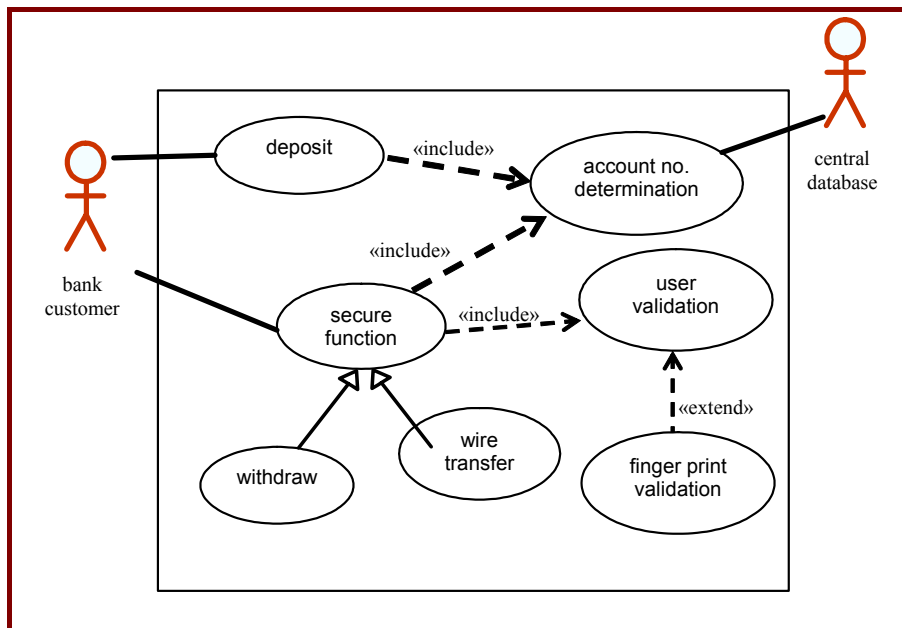 deposit
«include»
account no.
determination
central
database
bank
customer
«include»
secure
function
«include»
user
validation
«extend»
withdraw
wire
transfer
finger print
validation